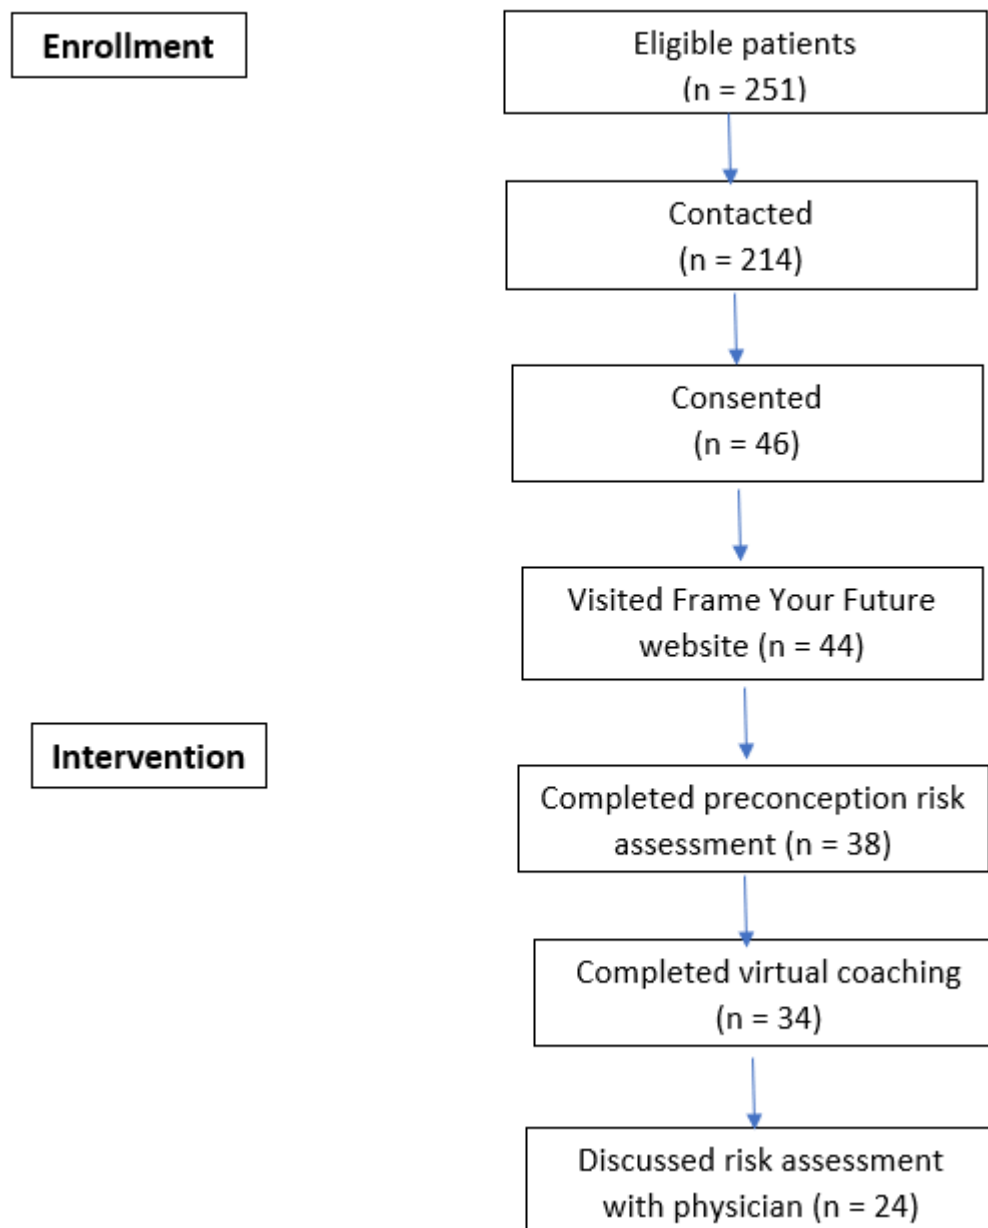 Enrollment
Eligible patients
(n = 251)
Contacted
(n = 214)
Consented
(n = 46)
Visited Frame Your Future
website (n = 44)
Intervention
Completed preconception risk
assessment (n = 38)
Completed virtual coaching
(n = 34)
Discussed risk assessment
with physician (n = 24)